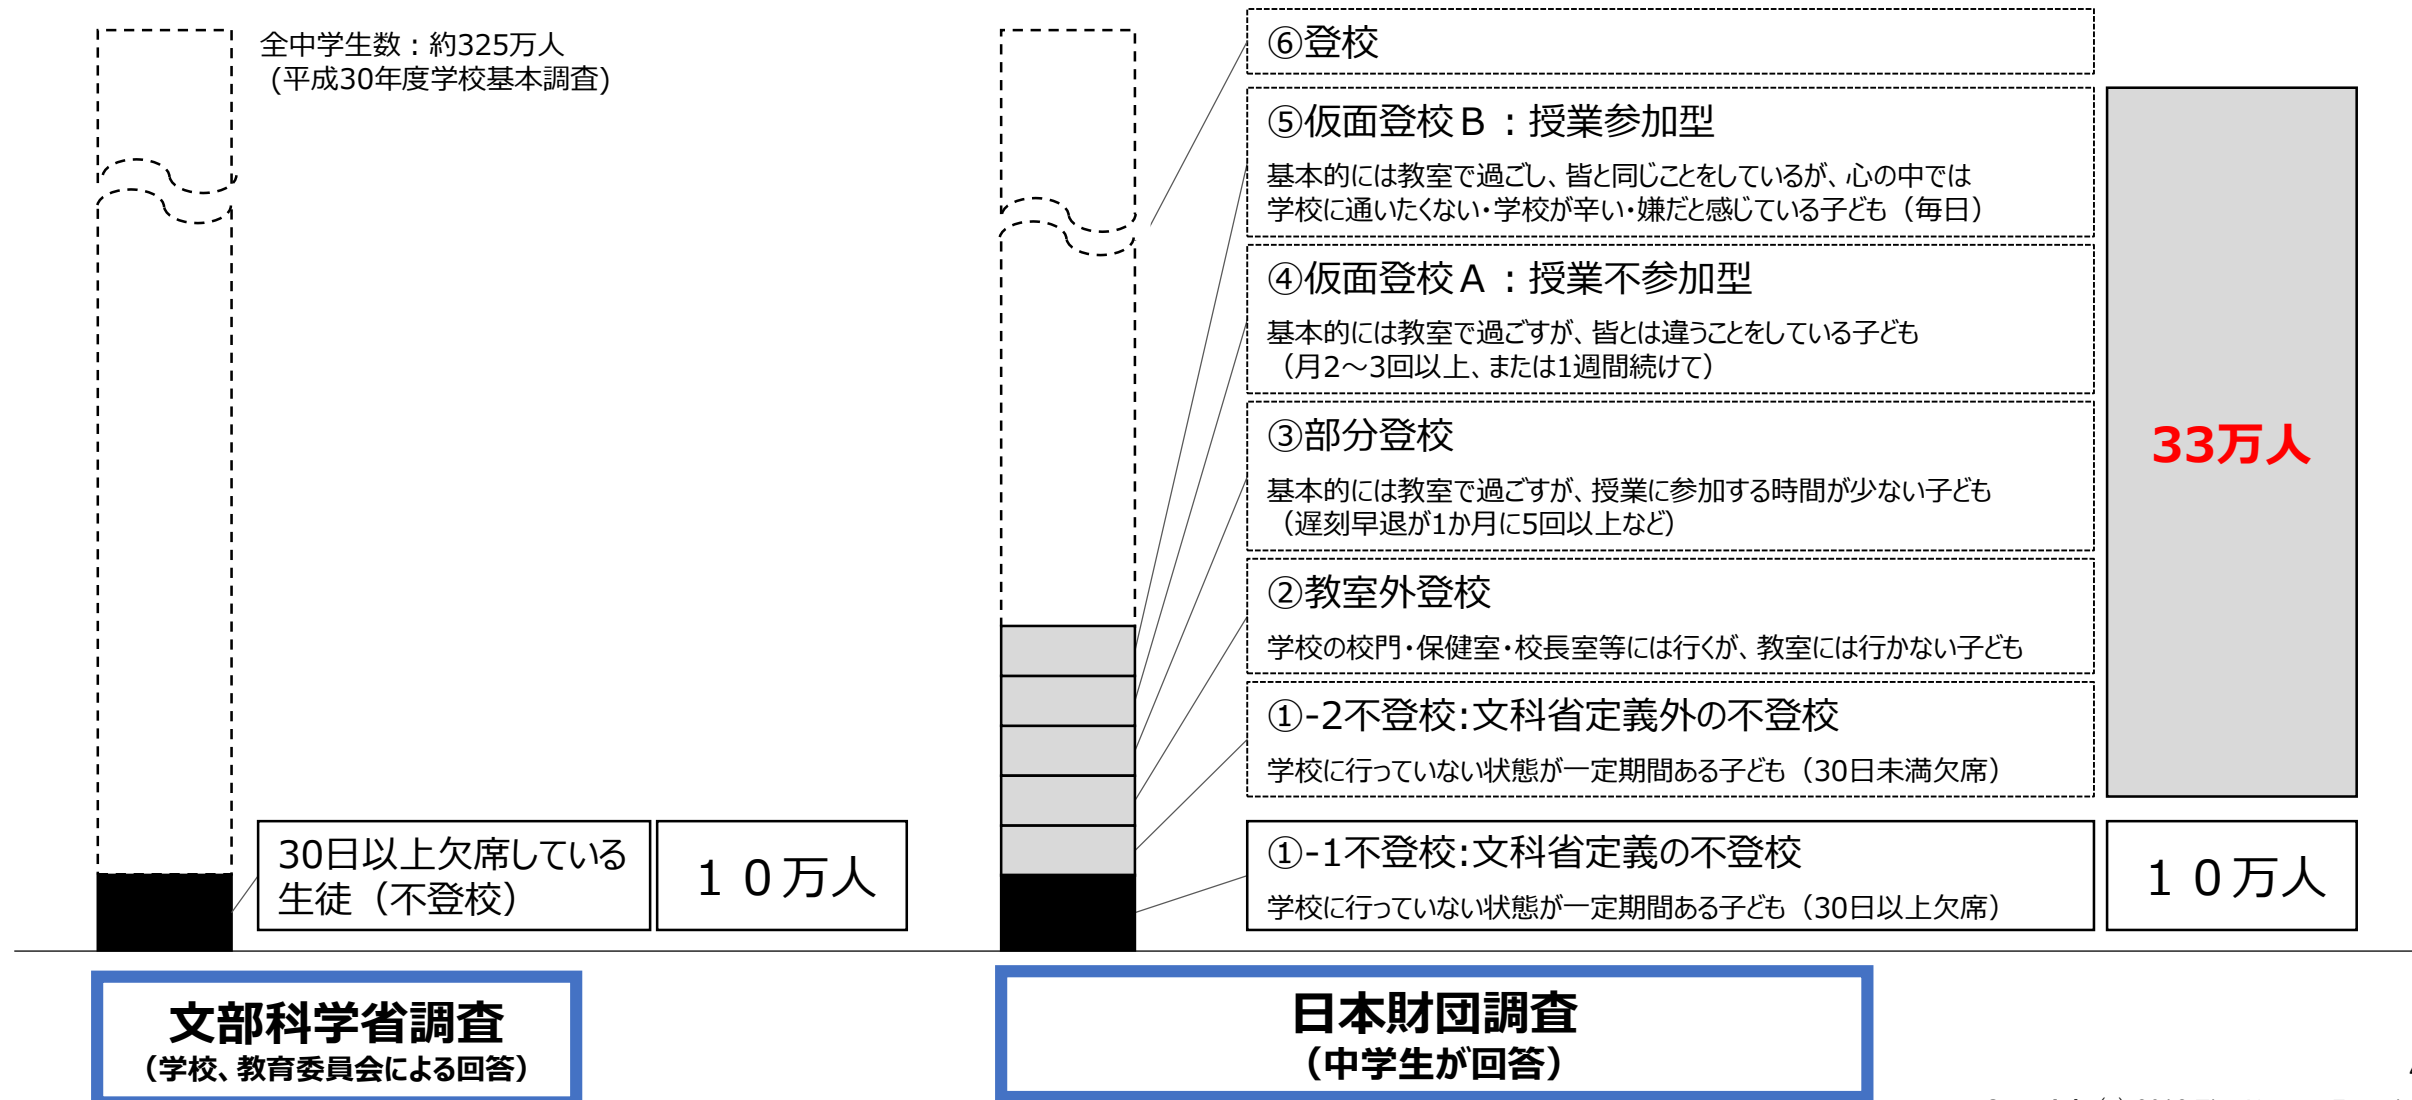 全中学生数：約325万人
(平成30年度学校基本調査)
30日以上欠席している
生徒（不登校）
１０万人
文部科学省調査
（学校、教育委員会による回答）
⑥登校
⑤仮面登校Ｂ：授業参加型
基本的には教室で過ごし、皆と同じことをしているが、心の中では
学校に通いたくない・学校が辛い・嫌だと感じている子ども（毎日）
④仮面登校Ａ：授業不参加型
基本的には教室で過ごすが、皆とは違うことをしている子ども
（月2～3回以上、または1週間続けて）
③部分登校
基本的には教室で過ごすが、授業に参加する時間が少ない子ども
（遅刻早退が1か月に5回以上など）
②教室外登校
学校の校門・保健室・校長室等には行くが、教室には行かない子ども
①-2不登校:文科省定義外の不登校
学校に行っていない状態が一定期間ある子ども（30日未満欠席）
33万人
①-1不登校:文科省定義の不登校
学校に行っていない状態が一定期間ある子ども（30日以上欠席）
１０万人
日本財団調査
（中学生が回答）